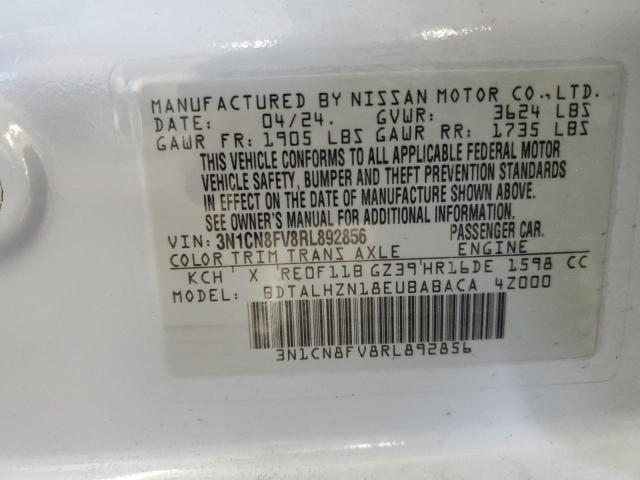 MANUFACTURED BY NISSAN MOTOR CO.,LTD.
DATE: 04/24. GVWR: 3624 LBS
GAWR FR: 1905 LBS GAWR RR: 1735 LBS
THIS VEHICLE CONFORMS TO ALL APPLICABLE FEDERAL MOTOR
VEHICLE SAFETY, BUMPER AND THEFT PREVENTION STANDARDS
IN EFFECT ON THE DATE OF MANUFACTURE SHOWN ABOVE.
SEE OWNER'S MANUAL FOR ADDITIONAL INFORMATION.
VIN: 3N1CN8FV8RL892856 PASSENGER CAR.
COLOR TRIM TRANS AXLE ENGINE
KCH X RE0F11B GZ39 HR16DE 1598 CC
MODEL: BDTALHZN18EUBABACA 4Z000
3N1CN8FV8RL892856